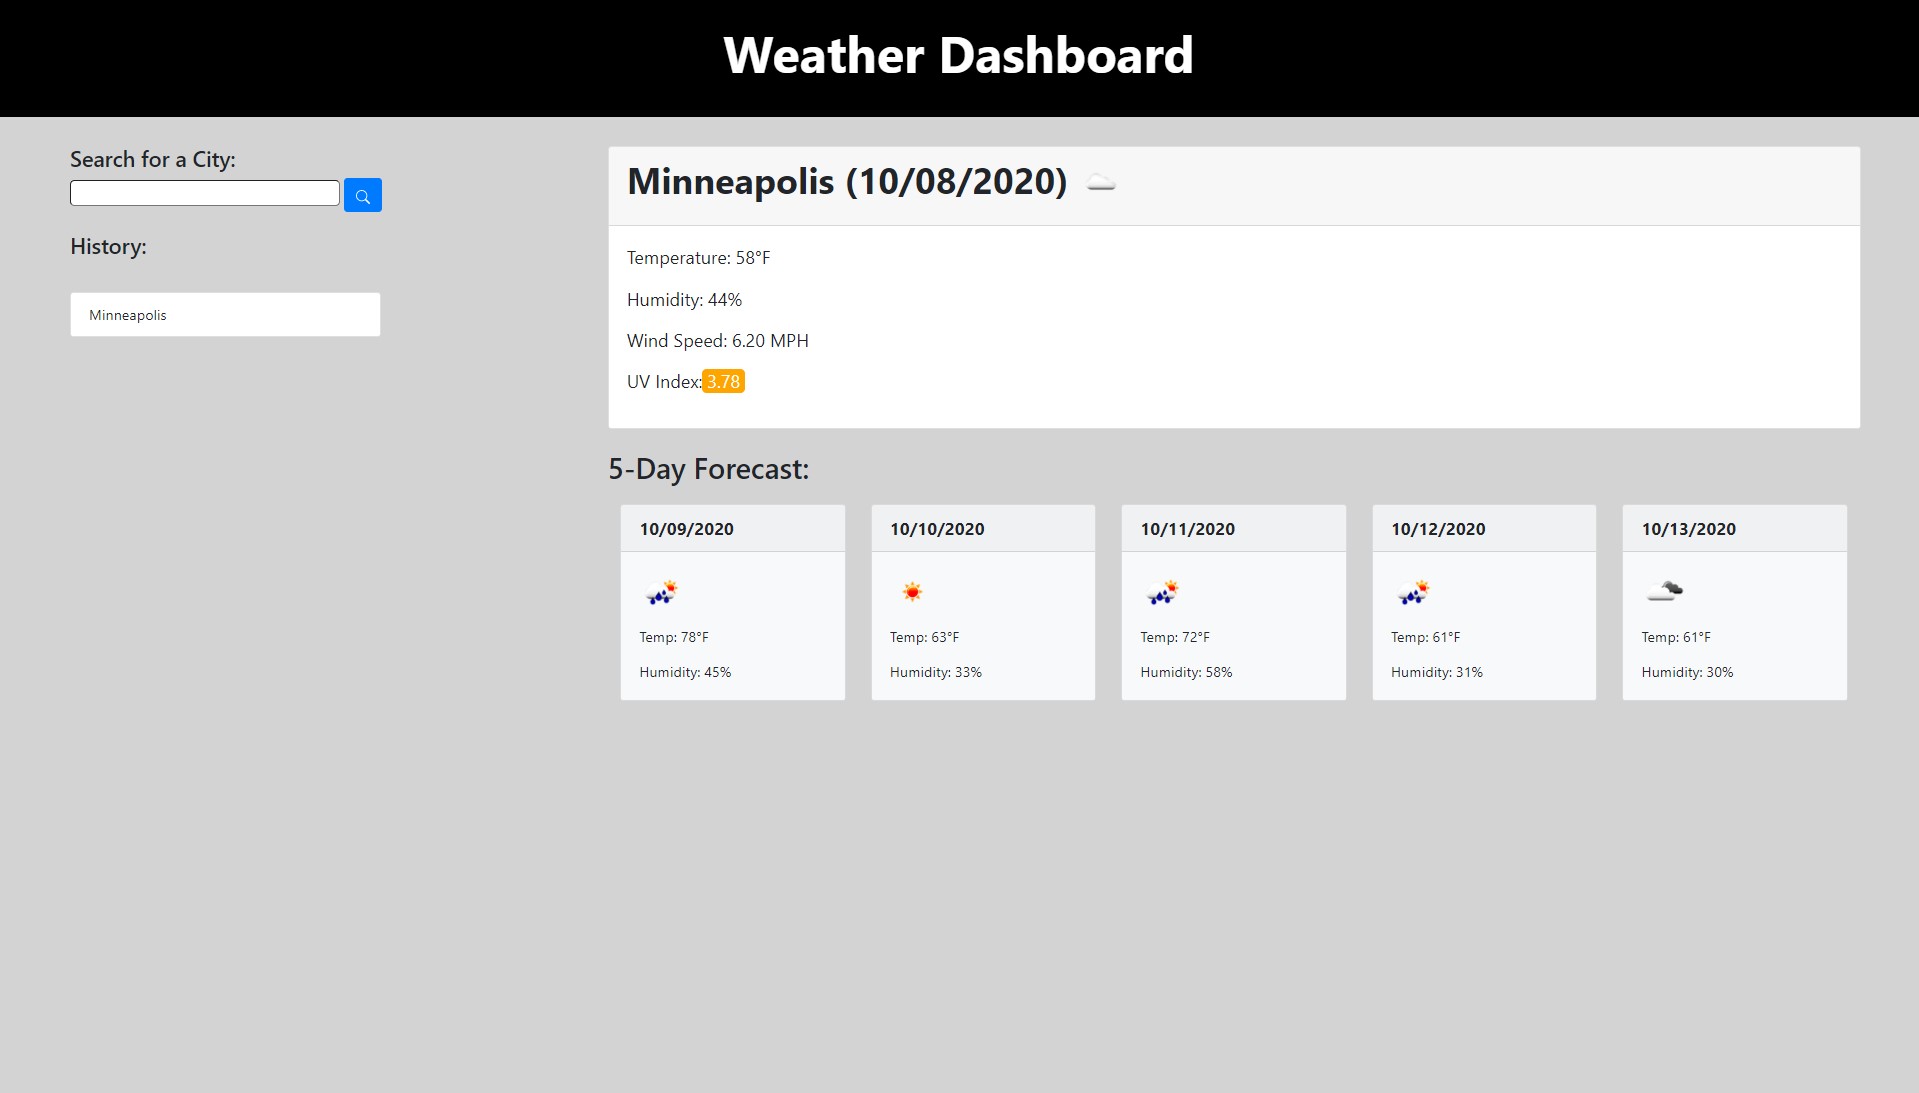 Weather Dashboard
Search for a City:
History:
Minneapolis
Minneapolis (10/08/2020)
Temperature: 58°F
Humidity: 44%
Wind Speed: 6.20 MPH
UV Index:3.78
5-Day Forecast:
10/09/2020
Temp: 78°F
Humidity: 45%
10/10/2020
Temp: 63°F
Humidity: 33%
10/11/2020
Temp: 72°F
Humidity: 58%
10/12/2020
Temp: 61°F
Humidity: 31%
10/13/2020
Temp: 61°F
Humidity: 30%